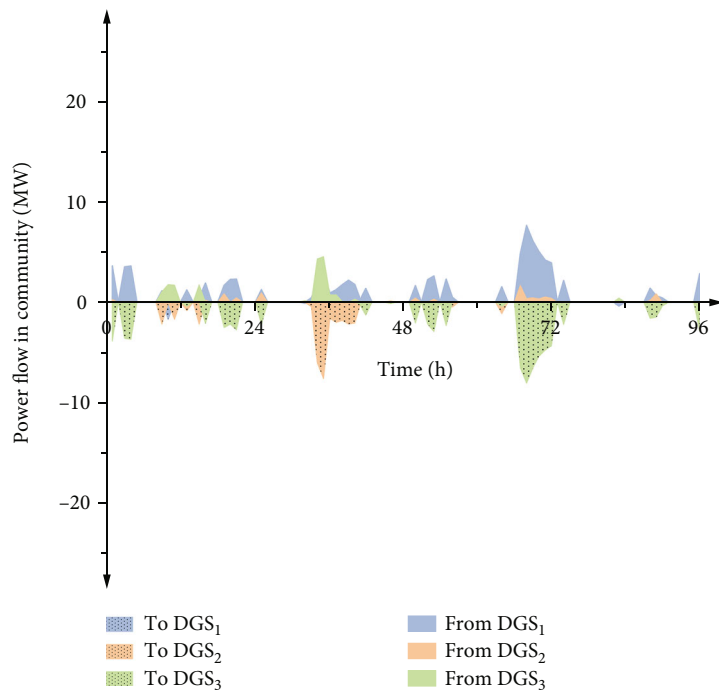 20
10
0
0 24 48 72 96
Time (h)
−10
−20
Power flow in community (MW)
To DGS₁ From DGS₁
To DGS₂ From DGS₂
To DGS₃ From DGS₃